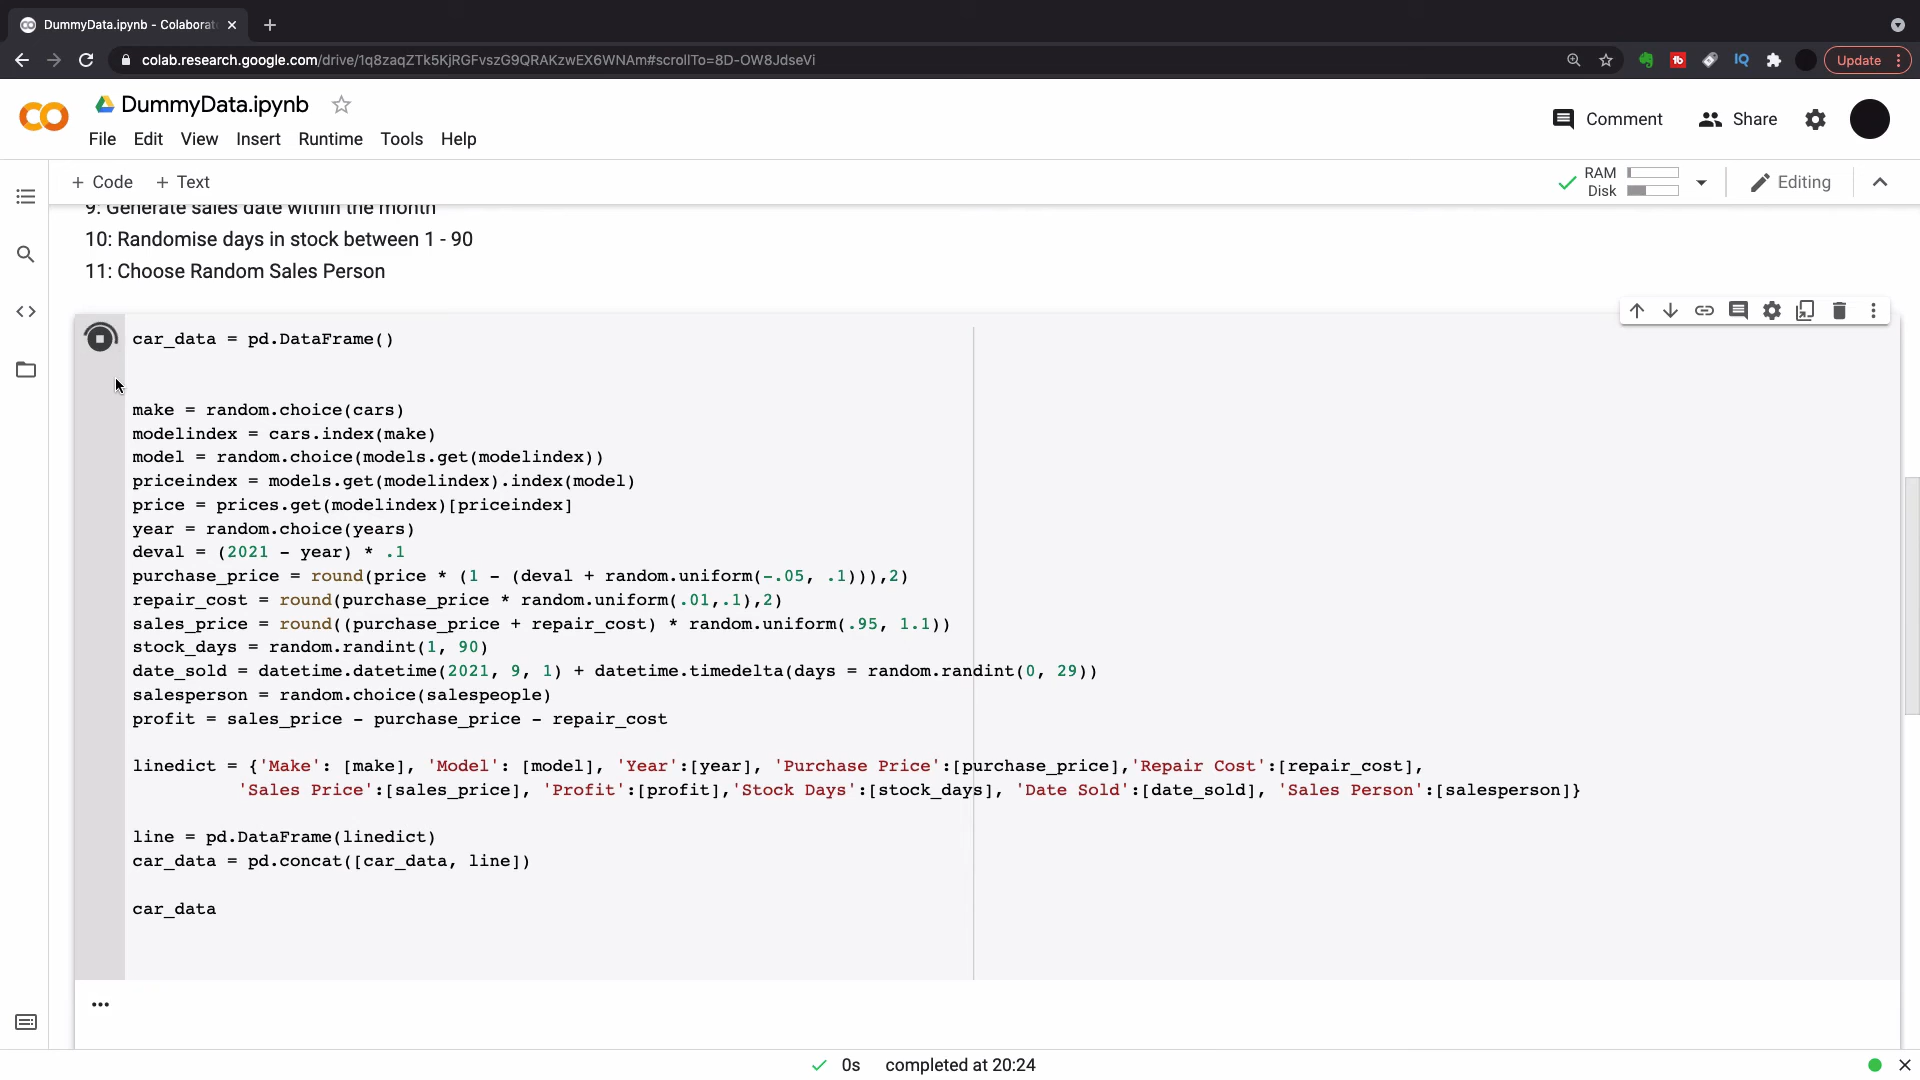 DummyData.ipynb - Colaborat
colab.research.google.com/drive/1q8zaqZTk5KjRGFvszG9QRAKzwEX6WNAm#scrollTo=8D-OW8JdseVi
Update
DummyData.ipynb
Comment
Share
File Edit View Insert Runtime Tools Help
+ Code + Text
RAM
Disk
Editing
9: Generate sales date within the month
10: Randomise days in stock between 1 - 90
11: Choose Random Sales Person
car_data = pd.DataFrame()
make = random.choice(cars)
modelindex = cars.index(make)
model = random.choice(models.get(modelindex))
priceindex = models.get(modelindex).index(model)
price = prices.get(modelindex)[priceindex]
year = random.choice(years)
deval = (2021 - year) * .1
purchase_price = round(price * (1 - (deval + random.uniform(-.05, .1))),2)
repair_cost = round(purchase_price * random.uniform(.01,.1),2)
sales_price = round((purchase_price + repair_cost) * random.uniform(.95, 1.1))
stock_days = random.randint(1, 90)
date_sold = datetime.datetime(2021, 9, 1) + datetime.timedelta(days = random.randint(0, 29))
salesperson = random.choice(salespeople)
profit = sales_price - purchase_price - repair_cost
linedict = {'Make': [make], 'Model': [model], 'Year':[year], 'Purchase Price':[purchase_price],'Repair Cost':[repair_cost],
'Sales Price':[sales_price], 'Profit':[profit],'Stock Days':[stock_days], 'Date Sold':[date_sold], 'Sales Person':[salesperson]}
line = pd.DataFrame(linedict)
car_data = pd.concat([car_data, line])
car_data
0s completed at 20:24